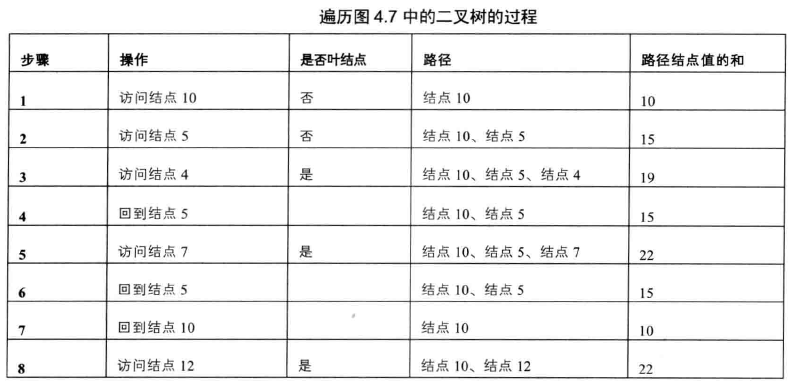 遍历图 4.7 中的二叉树的过程
步骤 操作 是否叶结点 路径 路径结点值的和
1 访问结点 10 否 结点 10 10
2 访问结点 5 否 结点 10、结点 5 15
3 访问结点 4 是 结点 10、结点 5、结点 4 19
4 回到结点 5 结点 10、结点 5 15
5 访问结点 7 是 结点 10、结点 5、结点 7 22
6 回到结点 5 结点 10、结点 5 15
7 回到结点 10 结点 10 10
8 访问结点 12 是 结点 10、结点 12 22